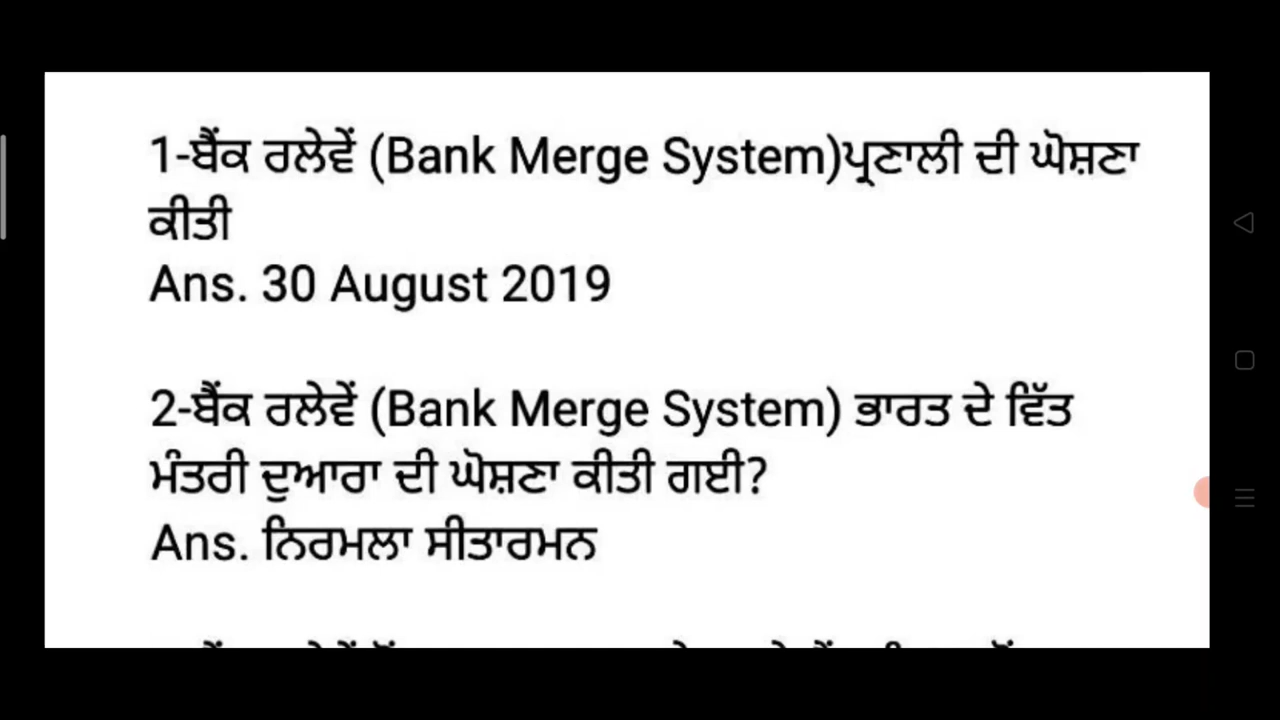 1-ਬੈਂਕ ਰਲੇਵੇਂ (Bank Merge System)ਪ੍ਰਣਾਲੀ ਦੀ ਘੋਸ਼ਣਾ
ਕੀਤੀ
Ans. 30 August 2019
2-ਬੈਂਕ ਰਲੇਵੇਂ (Bank Merge System) ਭਾਰਤ ਦੇ ਵਿੱਤ
ਮੰਤਰੀ ਦੁਆਰਾ ਦੀ ਘੋਸ਼ਣਾ ਕੀਤੀ ਗਈ?
Ans. ਨਿਰਮਲਾ ਸੀਤਾਰਮਨ